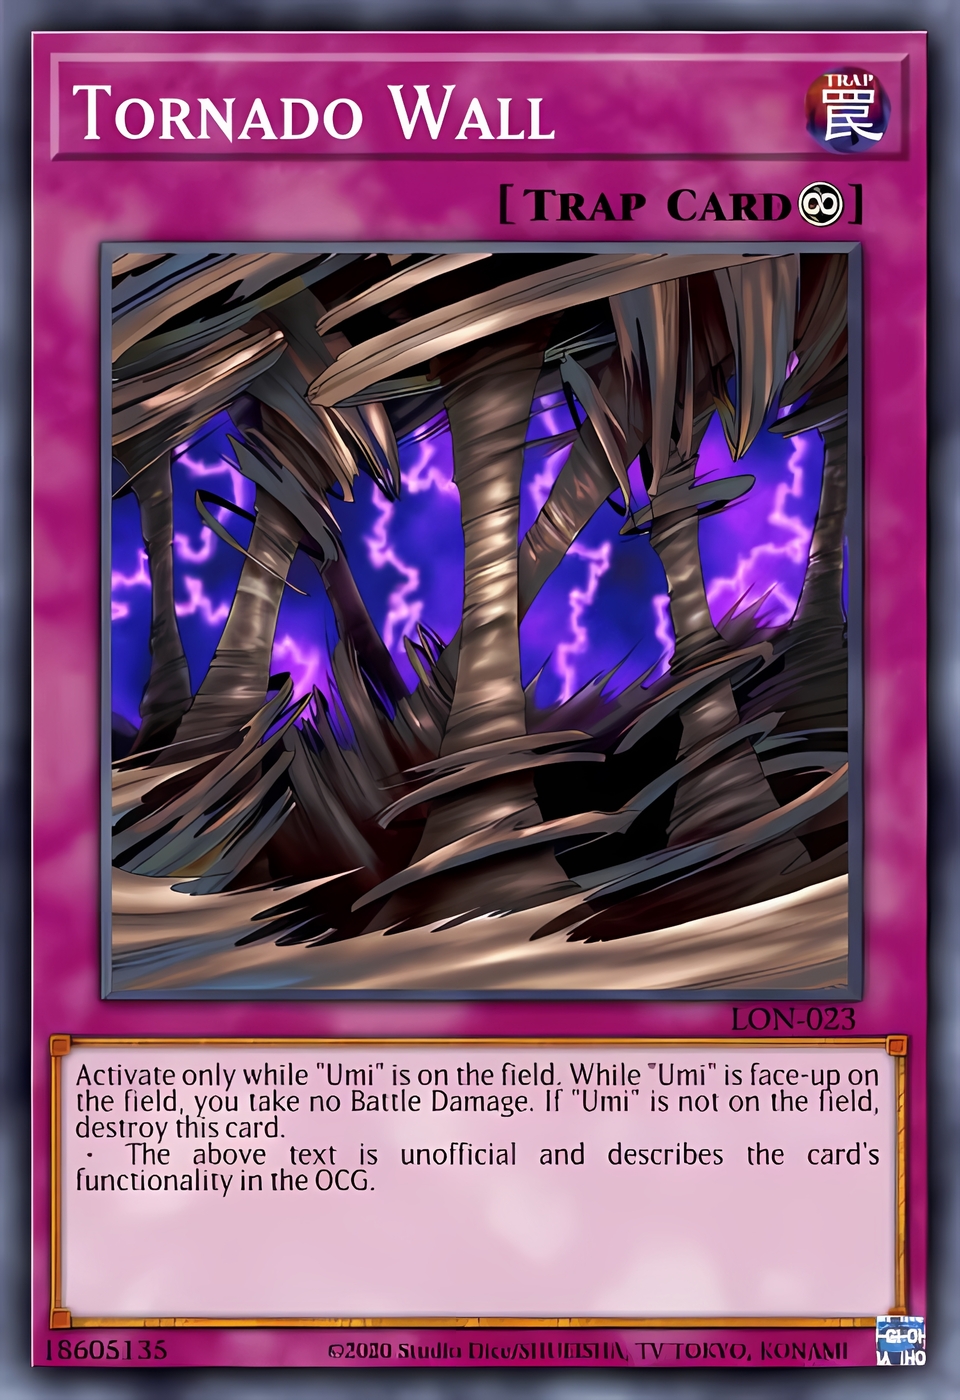 TORNADO WALL
TRAP
罠
[TRAP CARD]
LON-023
Activate only while "Umi" is on the field. While "Umi" is face-up on
the field, you take no Battle Damage. If "Umi" is not on the field,
destroy this card.
· The above text is unofficial and describes the card's
functionality in the OCG.
18605135
©2020 Studio Dice/SHUEISHA, TV TOKYO, KONAMI